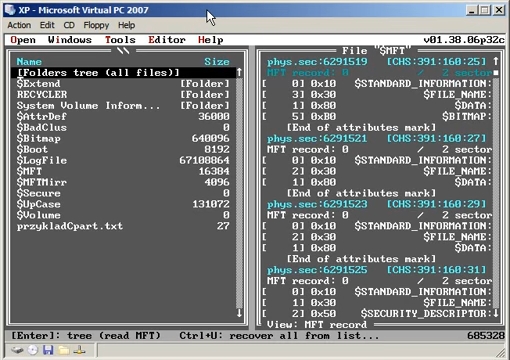 XP - Microsoft Virtual PC 2007
Action Edit CD Floppy Help
Open Windows Tools Editor Help v01.38.06p32c
\\
Name Size
[Folders tree (all files)]
$Extend [Folder]
RECYCLER [Folder]
System Volume Inform... [Folder]
$AttrDef 36000
$BadClus 0
$Bitmap 640096
$Boot 8192
$LogFile 67108864
$MFT 16384
$MFTMirr 4096
$Secure 0
$UpCase 131072
$Volume 0
przykladCpart.txt 27
File "$MFT"
phys.sec:6291519 [CHS:391:160:25]
MFT record: 0 / 2 sector
[ 0] 0x10 $STANDARD_INFORMATION:
[ 3] 0x30 $FILE_NAME:
[ 1] 0x80 $DATA:
[ 5] 0x80 $BITMAP:
[End of attributes mark]
phys.sec:6291521 [CHS:391:160:27]
MFT record: 0 / 2 sector
[ 0] 0x10 $STANDARD_INFORMATION:
[ 2] 0x30 $FILE_NAME:
[ 1] 0x80 $DATA:
[End of attributes mark]
phys.sec:6291523 [CHS:391:160:29]
MFT record: 0 / 2 sector
[ 0] 0x10 $STANDARD_INFORMATION:
[ 2] 0x30 $FILE_NAME:
[ 1] 0x80 $DATA:
[End of attributes mark]
phys.sec:6291525 [CHS:391:160:31]
MFT record: 0 / 2 sector
[ 0] 0x10 $STANDARD_INFORMATION:
[ 1] 0x30 $FILE_NAME:
[ 2] 0x50 $SECURITY_DESCRIPTOR:
View: MFT record
[Enter]: tree (read MFT) Ctrl+U: recover all from list... 685328